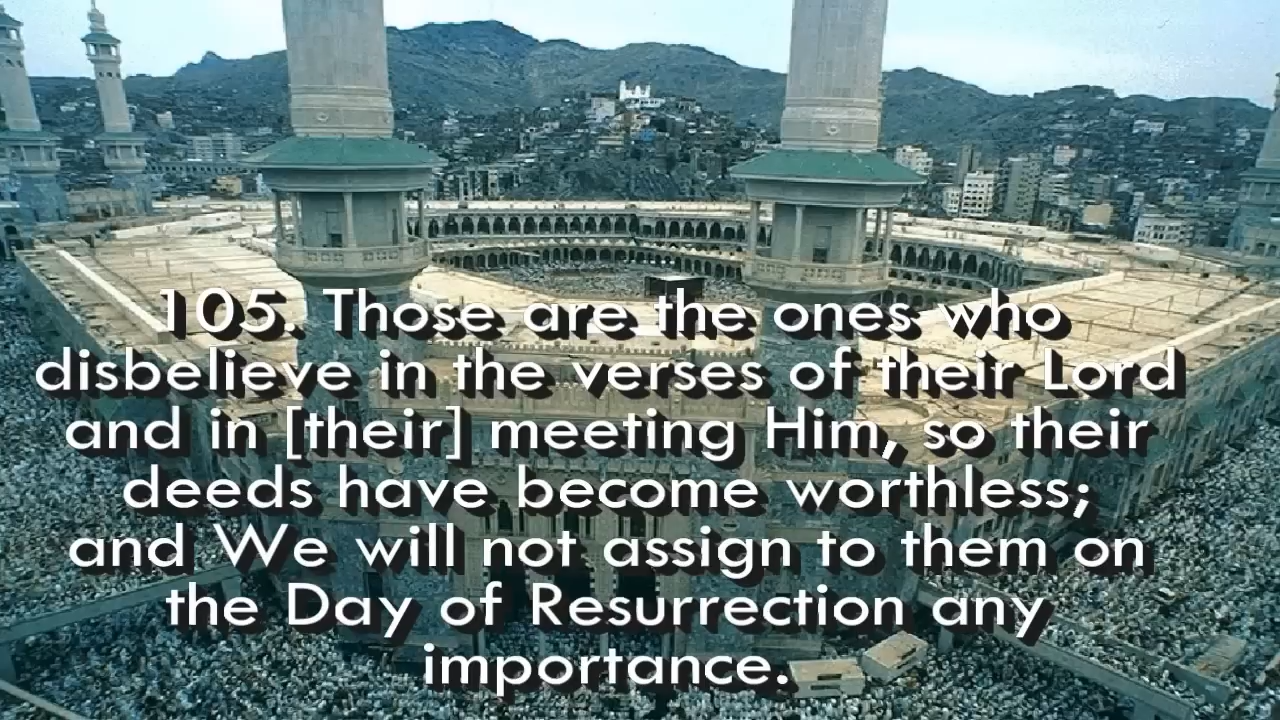 105. Those are the ones who
disbelieve in the verses of their Lord
and in [their] meeting Him, so their
deeds have become worthless;
and We will not assign to them on
the Day of Resurrection any
importance.